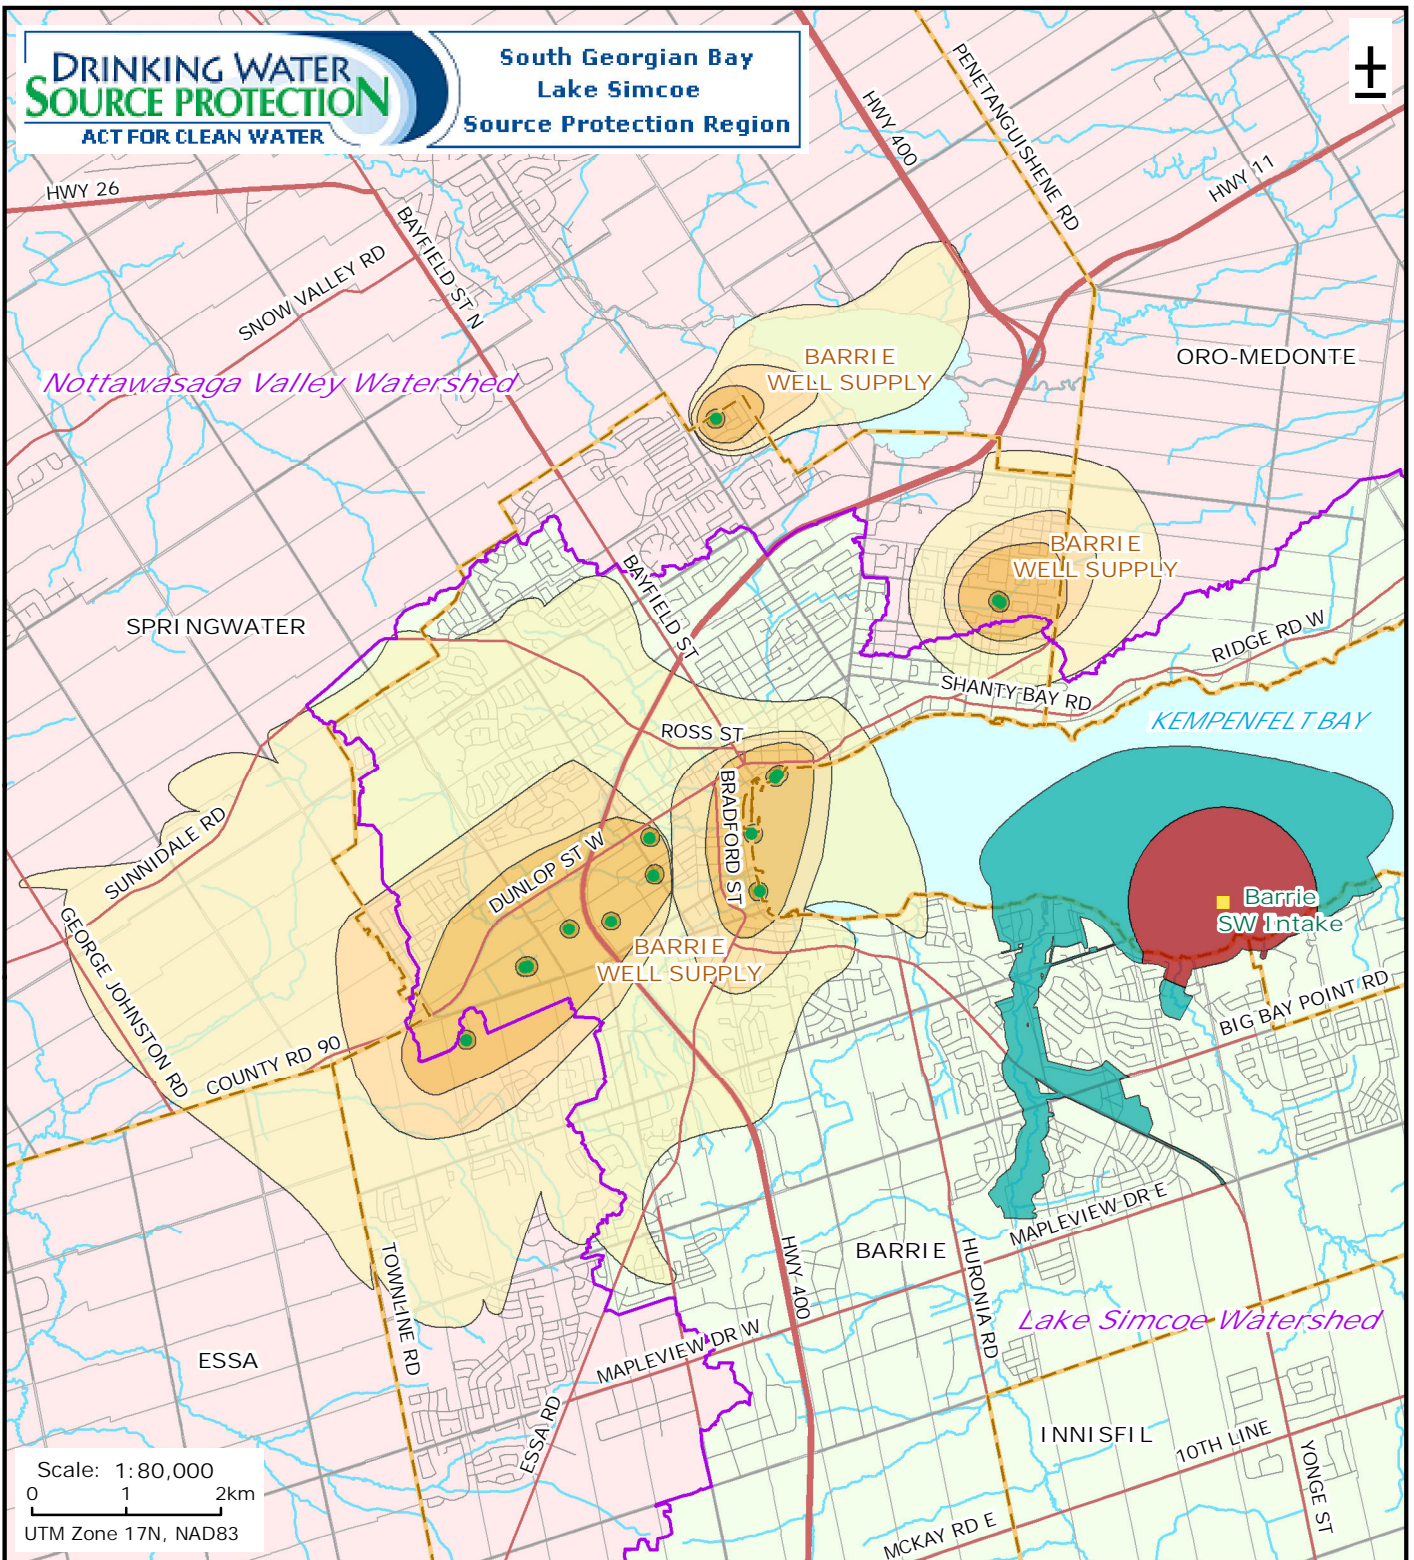 DRINKING WATER
SOURCE PROTECTION
ACT FOR CLEAN WATER
South Georgian Bay
Lake Simcoe
Source Protection Region
±
HWY 26
HWY 400
PENETANGUISHENE RD
HWY 11
BAYFIELD ST N
SNOW VALLEY RD
Nottawasaga Valley Watershed
BARRIE
WELL SUPPLY
ORO-MEDONTE
BARRIE
WELL SUPPLY
BAYFIELD ST
SPRINGWATER
RIDGE RD W
SHANTY BAY RD
KEMPENFELT BAY
ROSS ST
BRADFORD ST
SUNNIDALE RD
DUNLOP ST W
Barrie
SW Intake
GEORGE JOHNSTON RD
BARRIE
WELL SUPPLY
BIG BAY POINT RD
COUNTY RD 90
MAPLEVIEW DR E
BARRIE
HWY 400
HURONIA RD
TOWNLINE RD
Lake Simcoe Watershed
MAPLEVIEW DR W
ESSA
ESSA RD
INNISFIL
10TH LINE
YONGE ST
MCKAY RD E
Scale: 1:80,000
0 1 2km
UTM Zone 17N, NAD83